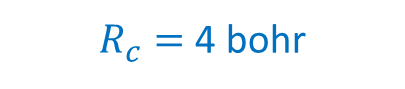 R_c = 4 bohr